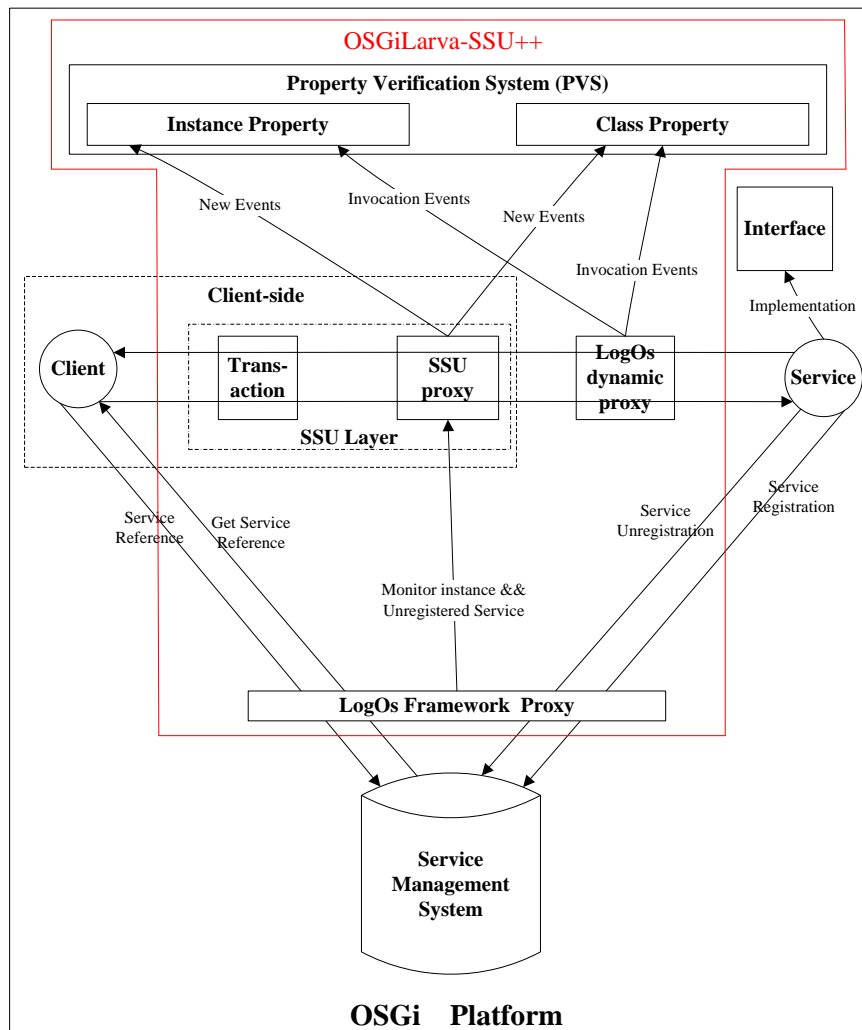 OSGiLarva-SSU++
Property Verification System (PVS)
Instance Property
Class Property
New Events
Invocation Events
New Events
Invocation Events
Interface
Implementation
Client-side
Client
Trans-
action
SSU
proxy
LogOs
dynamic
proxy
Service
SSU Layer
Service
Reference
Get Service
Reference
Service
Unregistration
Service
Registration
Monitor instance &&
Unregistered Service
LogOs Framework Proxy
Service
Management
System
OSGi Platform